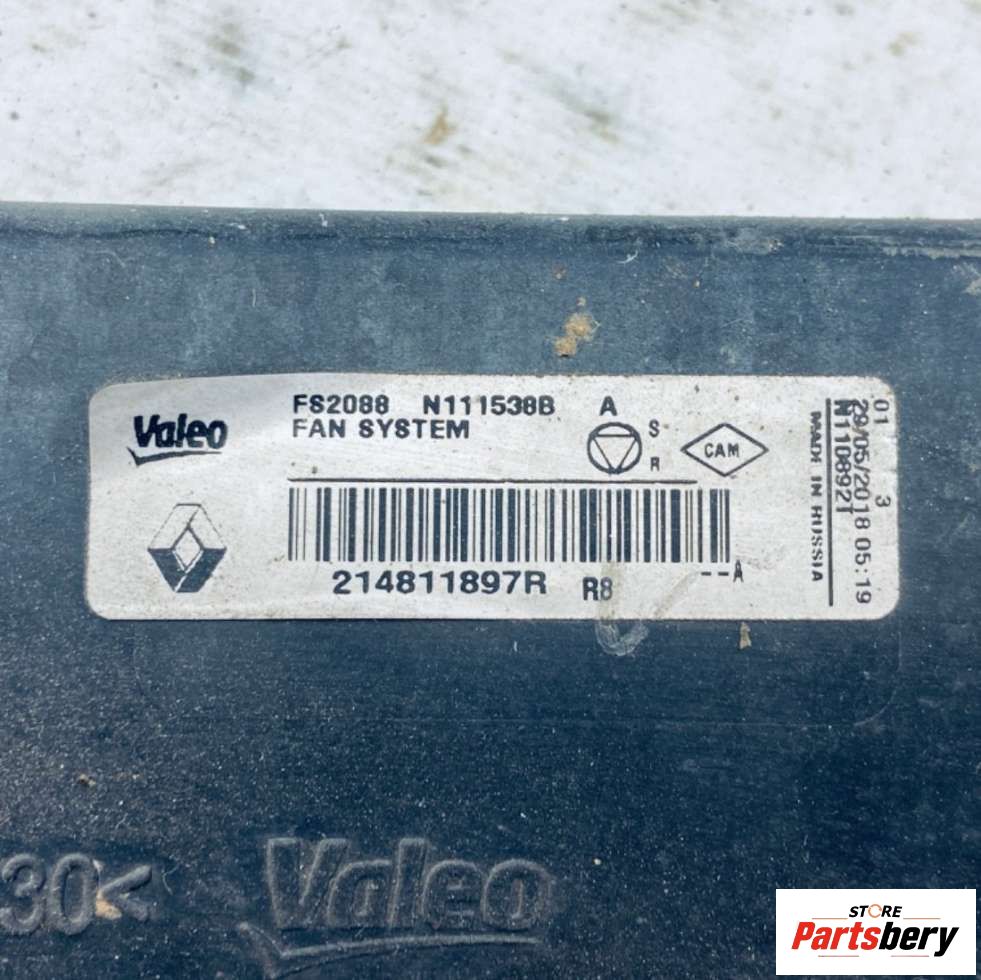 Valeo
FS2088 N111538B A
FAN SYSTEM
S
R
CAM
214811897R R8 --A
MADE IN RUSSIA
N110892T
29/05/2018 05:19
01 3
30<
Valeo
STORE
Partsbery